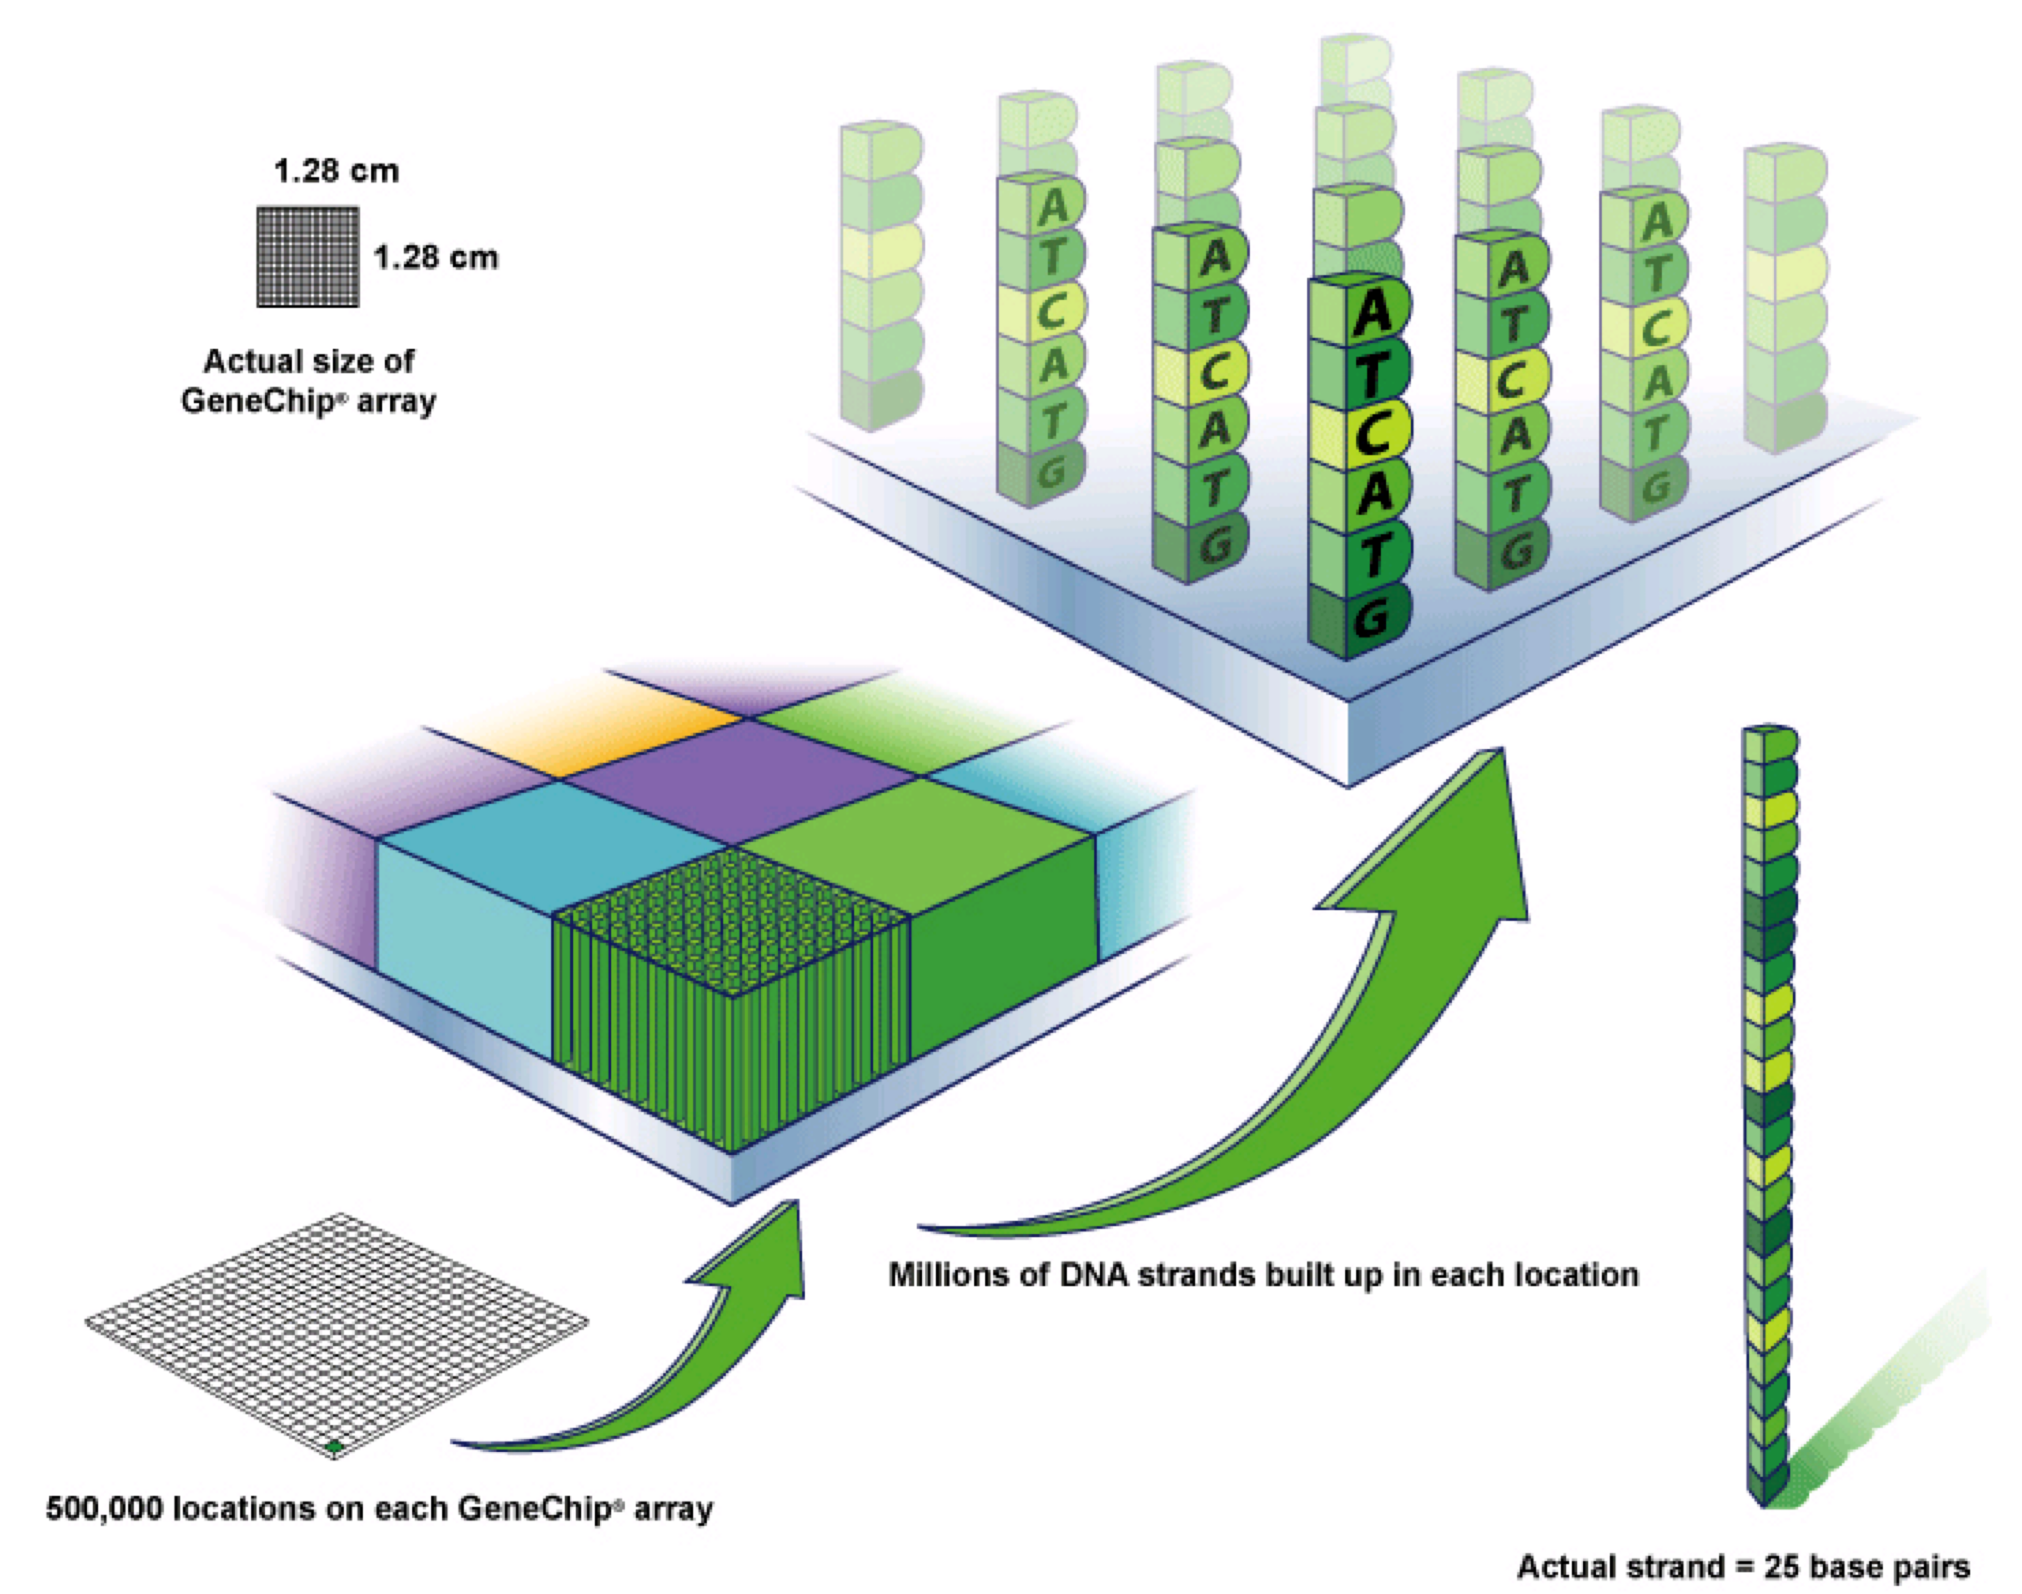 1.28 cm
1.28 cm
Actual size of
GeneChip® array
A
T
C
A
T
G
A
T
C
A
T
G
A
T
C
A
T
G
A
T
C
A
T
G
A
T
C
A
T
G
Millions of DNA strands built up in each location
500,000 locations on each GeneChip® array
Actual strand = 25 base pairs